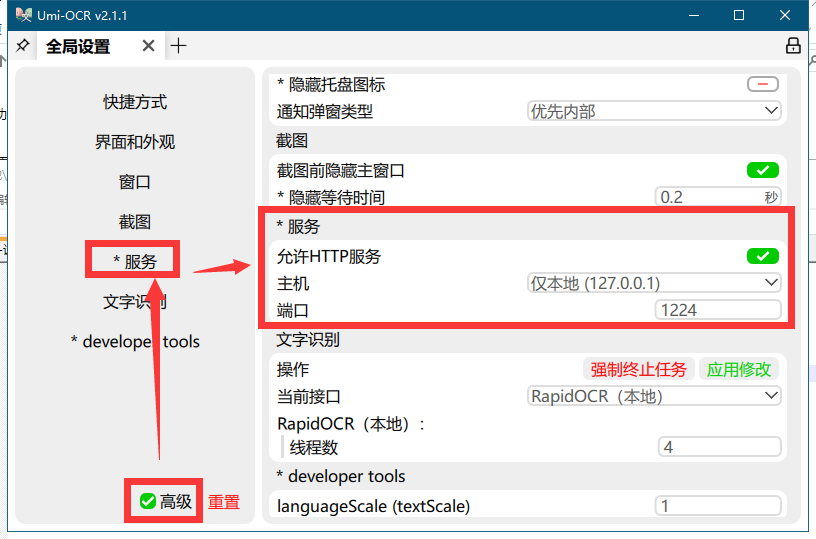 Umi-OCR v2.1.1
全局设置
快捷方式
界面和外观
窗口
截图
* 服务
文字识别
* developer tools
高级 重置
* 隐藏托盘图标
通知弹窗类型 优先内部
截图
截图前隐藏主窗口
* 隐藏等待时间 0.2 秒
* 服务
允许HTTP服务
主机 仅本地 (127.0.0.1)
端口 1224
文字识别
操作 强制终止任务 应用修改
当前接口 RapidOCR（本地）
RapidOCR（本地）:
线程数 4
* developer tools
languageScale (textScale) 1